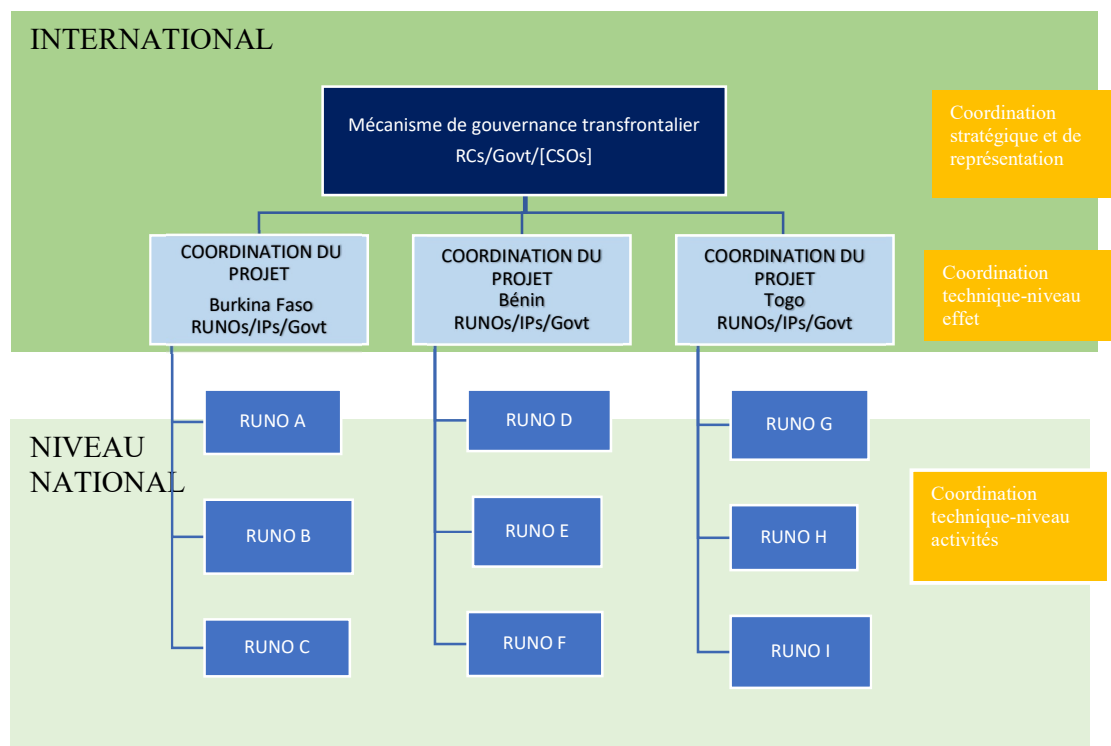 INTERNATIONAL
Mécanisme de gouvernance transfrontalier
RCs/Govt/[CSOs]
Coordination
stratégique et de
représentation
COORDINATION DU
PROJET
Burkina Faso
RUNOs/IPs/Govt
COORDINATION DU
PROJET
Bénin
RUNOs/IPs/Govt
COORDINATION DU
PROJET
Togo
RUNOs/IPs/Govt
Coordination
technique-niveau
effet
NIVEAU
NATIONAL
RUNO A
RUNO D
RUNO G
RUNO B
RUNO E
RUNO H
RUNO C
RUNO F
RUNO I
Coordination
technique-niveau
activités